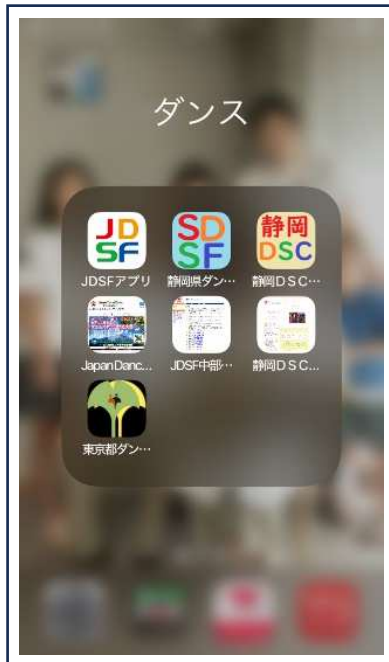 ダンス
JD
SF
JDSFアプリ
SD
SF
静岡県ダン…
静岡
DSC
静岡ＤＳＣ…
Japan Danc...
JDSF中部…
静岡ＤＳＣ...
東京都ダン…